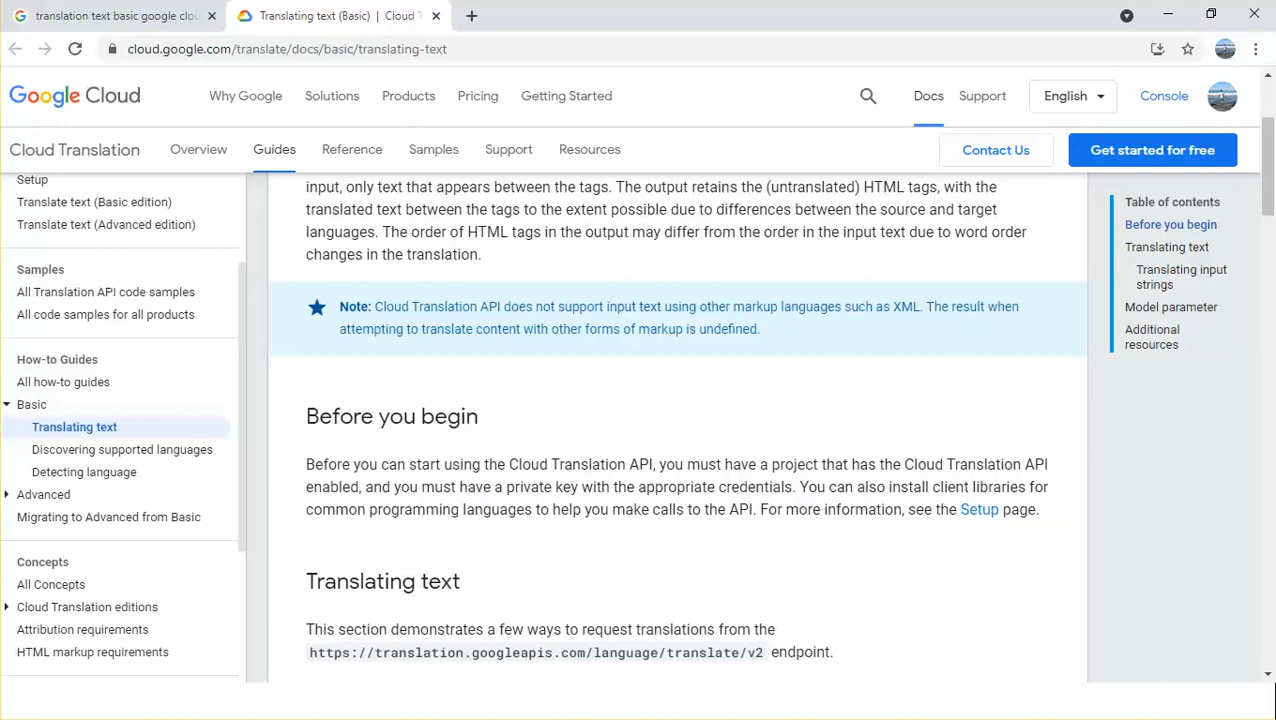 translation text basic google clo
Translating text (Basic) | Cloud T
cloud.google.com/translate/docs/basic/translating-text
Google Cloud
Why Google
Solutions
Products
Pricing
Getting Started
Docs
Support
English
Console
Cloud Translation
Overview
Guides
Reference
Samples
Support
Resources
Contact Us
Get started for free
Setup
Translate text (Basic edition)
Translate text (Advanced edition)
Samples
All Translation API code samples
All code samples for all products
How-to Guides
All how-to guides
Basic
Translating text
Discovering supported languages
Detecting language
Advanced
Migrating to Advanced from Basic
Concepts
All Concepts
Cloud Translation editions
Attribution requirements
HTML markup requirements
input, only text that appears between the tags. The output retains the (untranslated) HTML tags, with the
translated text between the tags to the extent possible due to differences between the source and target
languages. The order of HTML tags in the output may differ from the order in the input text due to word order
changes in the translation.
Note: Cloud Translation API does not support input text using other markup languages such as XML. The result when
attempting to translate content with other forms of markup is undefined.
Before you begin
Before you can start using the Cloud Translation API, you must have a project that has the Cloud Translation API
enabled, and you must have a private key with the appropriate credentials. You can also install client libraries for
common programming languages to help you make calls to the API. For more information, see the Setup page.
Translating text
This section demonstrates a few ways to request translations from the
https://translation.googleapis.com/language/translate/v2 endpoint.
Table of contents
Before you begin
Translating text
Translating input
strings
Model parameter
Additional
resources